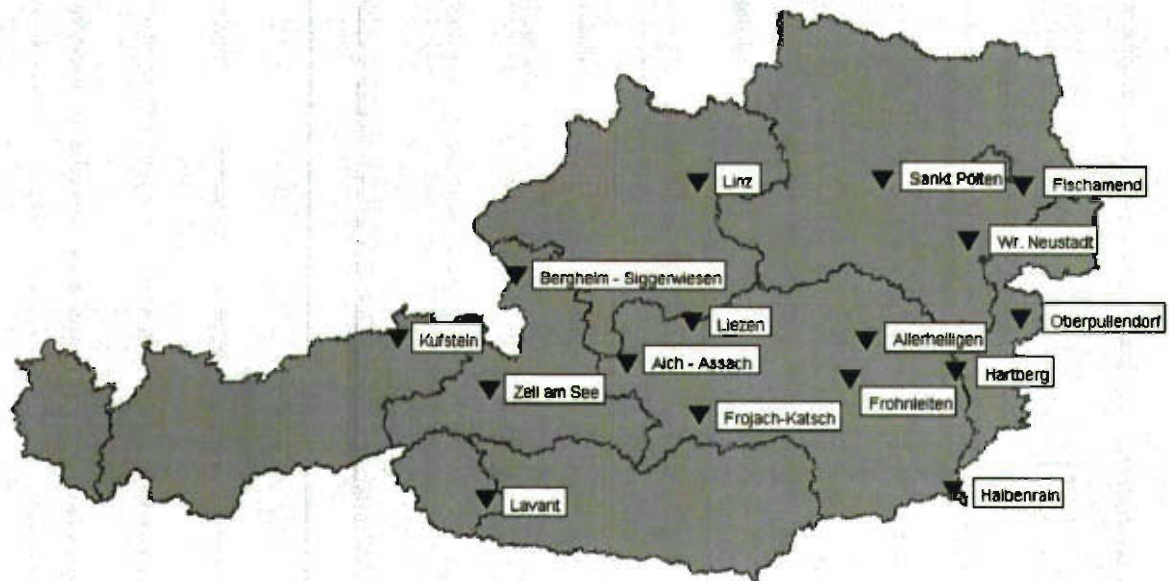 Linz
Sankt Pölten
Fischamend
Wr. Neustadt
Bergheim - Siggerwiesen
Liezen
Oberpullendorf
Kufstein
Allerheiligen
Aich - Assach
Hartberg
Zell am See
Frohnleiten
Frojach-Katsch
Halbenrain
Lavant